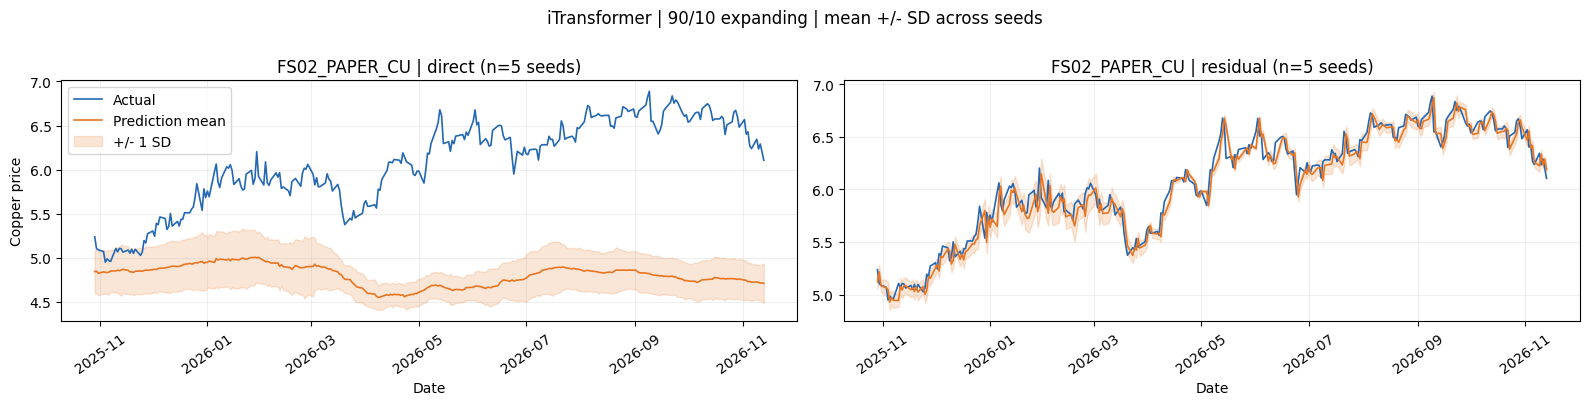 iTransformer | 90/10 expanding | mean +/- SD across seeds
FS02_PAPER_CU | direct (n=5 seeds)
Copper price
7.0
6.5
6.0
5.5
5.0
4.5
Actual
Prediction mean
+/- 1 SD
2025-11
2026-01
2026-03
2026-05
2026-07
2026-09
2026-11
Date
FS02_PAPER_CU | residual (n=5 seeds)
7.0
6.5
6.0
5.5
5.0
2025-11
2026-01
2026-03
2026-05
2026-07
2026-09
2026-11
Date